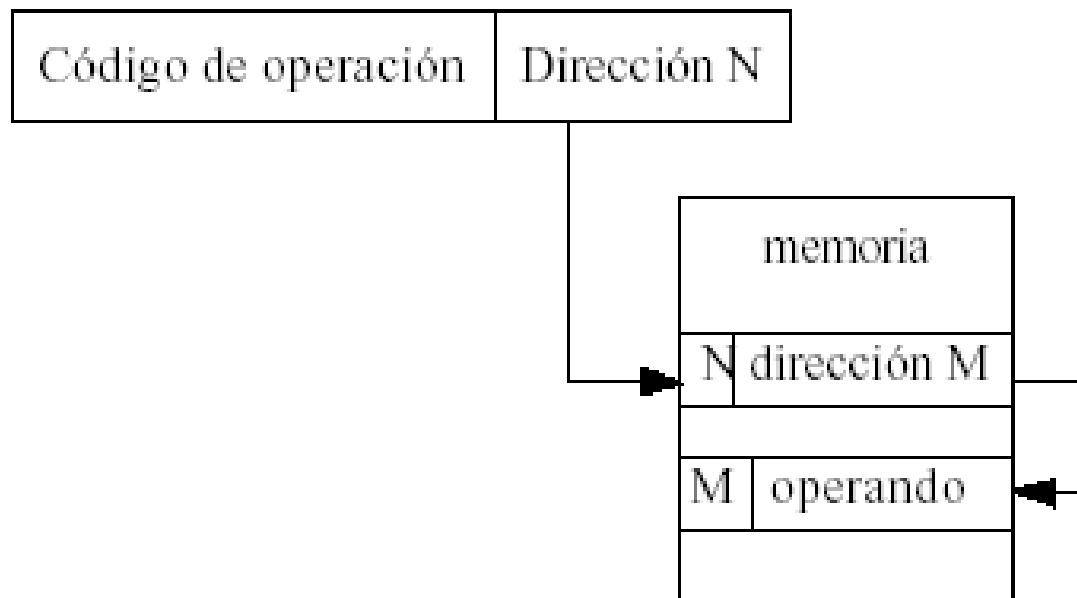 Código de operación Dirección N
memoria
N dirección M
M operando